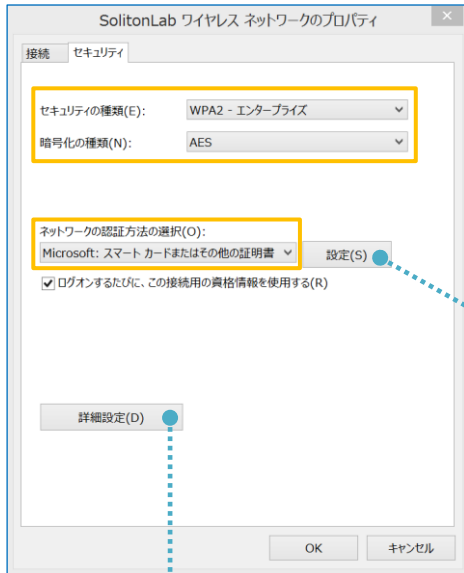 SolitonLab ワイヤレス ネットワークのプロパティ
接続 セキュリティ
セキュリティの種類(E): WPA2 - エンタープライズ
暗号化の種類(N): AES
ネットワークの認証方法の選択(O):
Microsoft: スマート カードまたはその他の証明書 設定(S)
ログオンするたびに、この接続用の資格情報を使用する(R)
詳細設定(D)
OK キャンセル